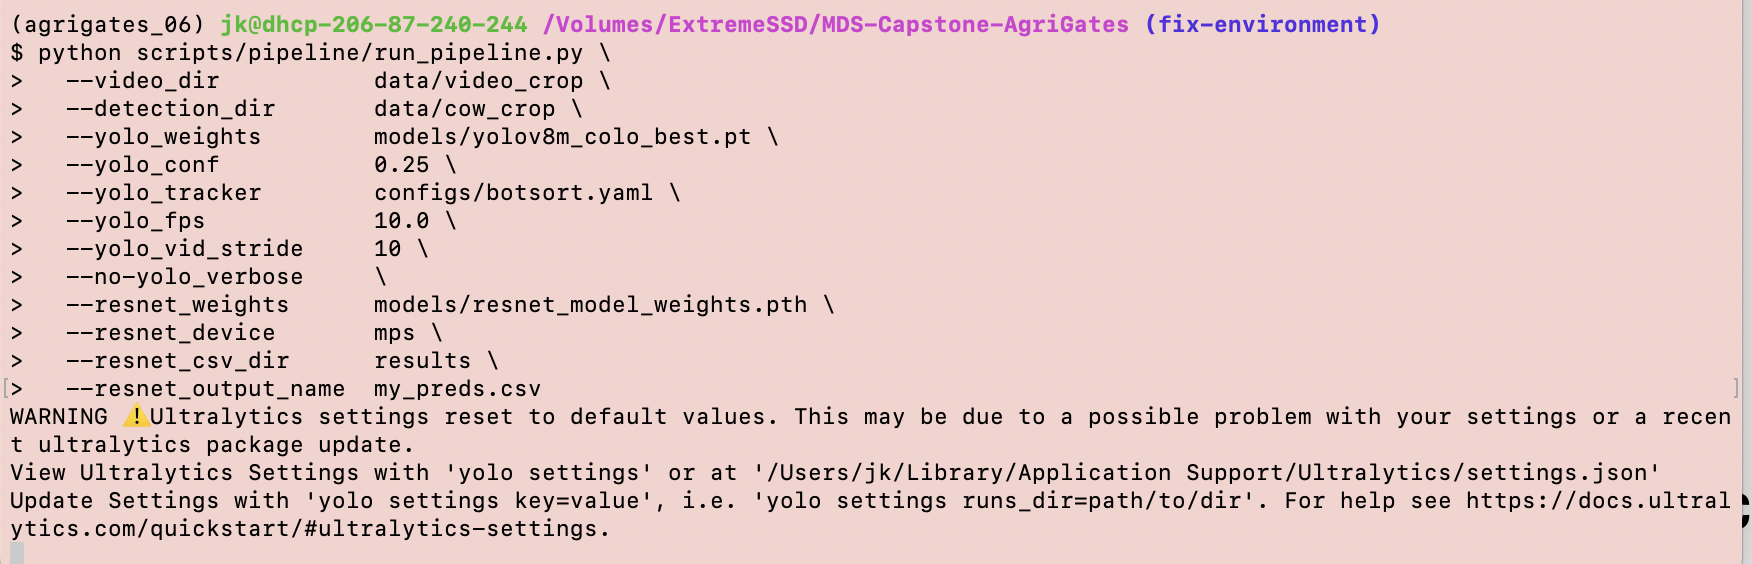 (agrigates_06) jk@dhcp-206-87-240-244 /Volumes/ExtremeSSD/MDS-Capstone-AgriGates (fix-environment)
$ python scripts/pipeline/run_pipeline.py \
>   --video_dir           data/video_crop \
>   --detection_dir       data/cow_crop \
>   --yolo_weights        models/yolov8m_colo_best.pt \
>   --yolo_conf           0.25 \
>   --yolo_tracker        configs/botsort.yaml \
>   --yolo_fps            10.0 \
>   --yolo_vid_stride     10 \
>   --no-yolo_verbose     \
>   --resnet_weights      models/resnet_model_weights.pth \
>   --resnet_device       mps \
>   --resnet_csv_dir      results \
[>   --resnet_output_name  my_preds.csv ]
WARNING ⚠️Ultralytics settings reset to default values. This may be due to a possible problem with your settings or a recen
t ultralytics package update.
View Ultralytics Settings with 'yolo settings' or at '/Users/jk/Library/Application Support/Ultralytics/settings.json'
Update Settings with 'yolo settings key=value', i.e. 'yolo settings runs_dir=path/to/dir'. For help see https://docs.ultral
ytics.com/quickstart/#ultralytics-settings.